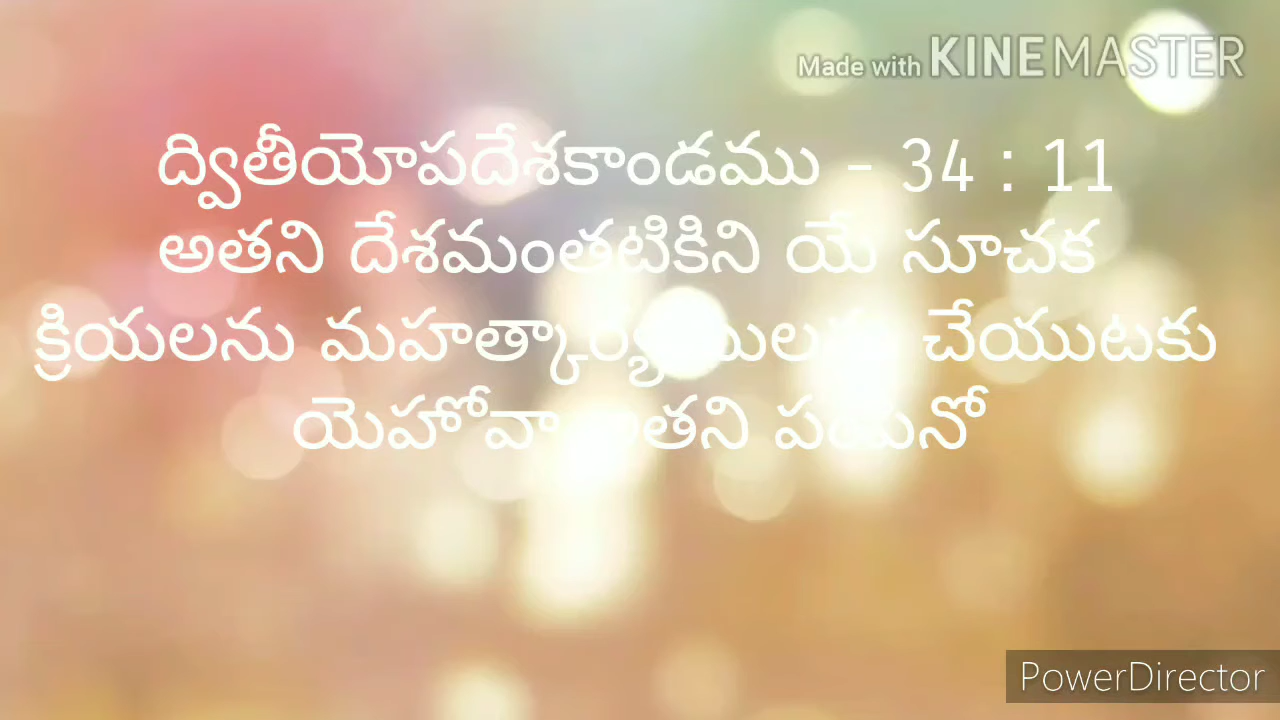 Made with KINEMASTER
ద్వితీయోపదేశకాండము - 34 : 11
అతని దేశమంతటికిని యే సూచక
క్రియలను మహత్కార్యములను చేయుటకు
యెహోవా అతని పంపెనో
PowerDirector